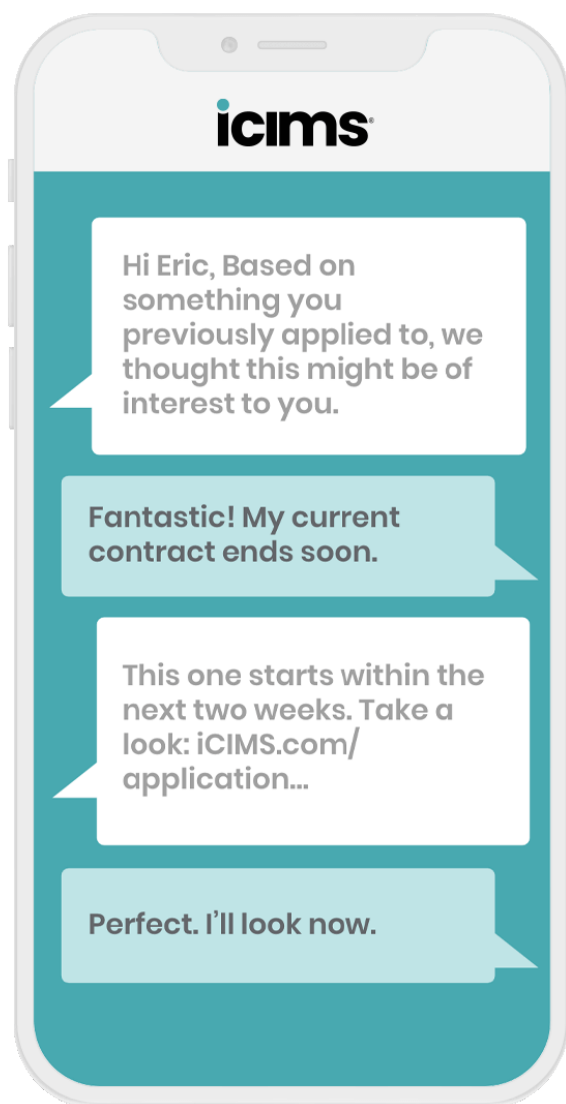 icims
Hi Eric, Based on
something you
previously applied to, we
thought this might be of
interest to you.
Fantastic! My current
contract ends soon.
This one starts within the
next two weeks. Take a
look: iCIMS.com/
application...
Perfect. I'll look now.